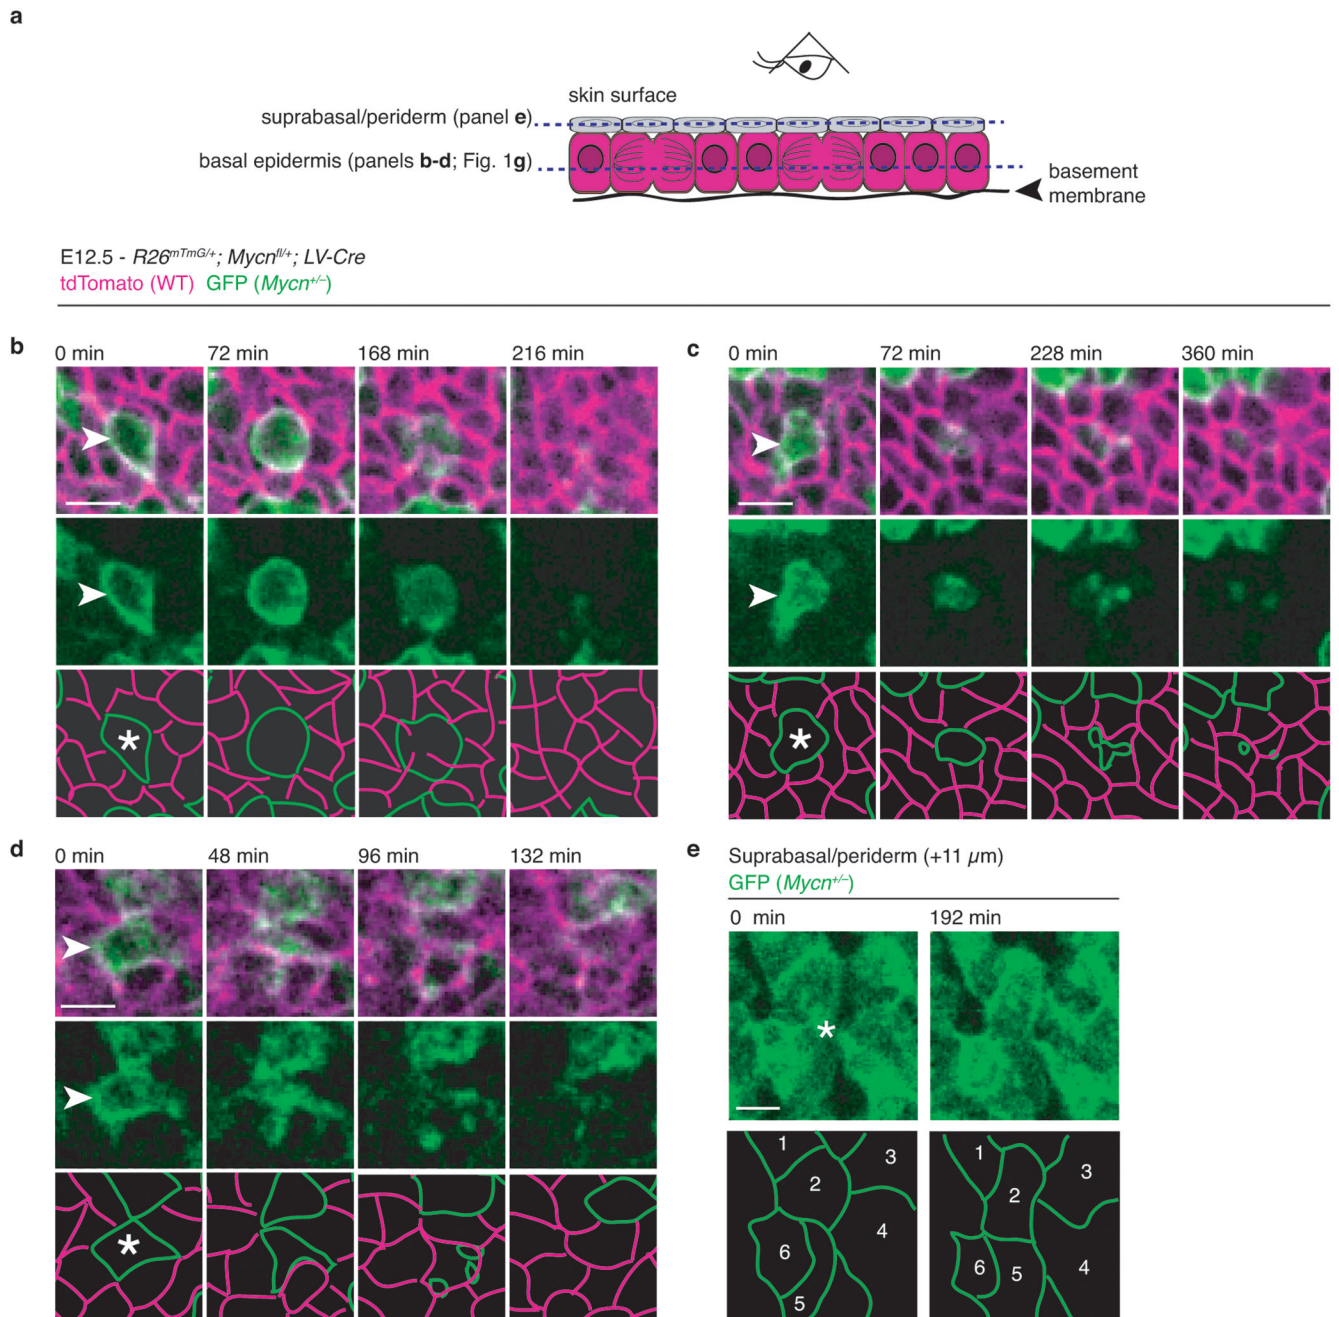 a
skin surface
suprabasal/periderm (panel e)
basal epidermis (panels b-d; Fig. 1g)
basement
membrane
E12.5 - R26mTmG/+; Mycnfl/+; LV-Cre
tdTomato (WT) GFP (Mycn+/–)
b
0 min 72 min 168 min 216 min
*
c
0 min 72 min 228 min 360 min
*
d
0 min 48 min 96 min 132 min
*
e
Suprabasal/periderm (+11 µm)
GFP (Mycn+/–)
0 min 192 min
*
1 2 3 4 5 6
1 2 3 4 5 6